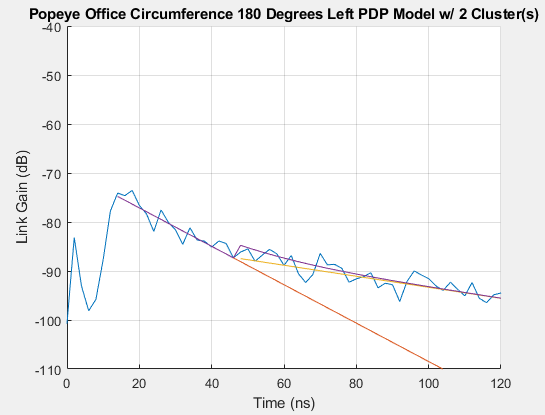 Popeye Office Circumference 180 Degrees Left PDP Model w/ 2 Cluster(s)
-40
-50
-60
-70
-80
-90
-100
-110
Link Gain (dB)
0 20 40 60 80 100 120
Time (ns)